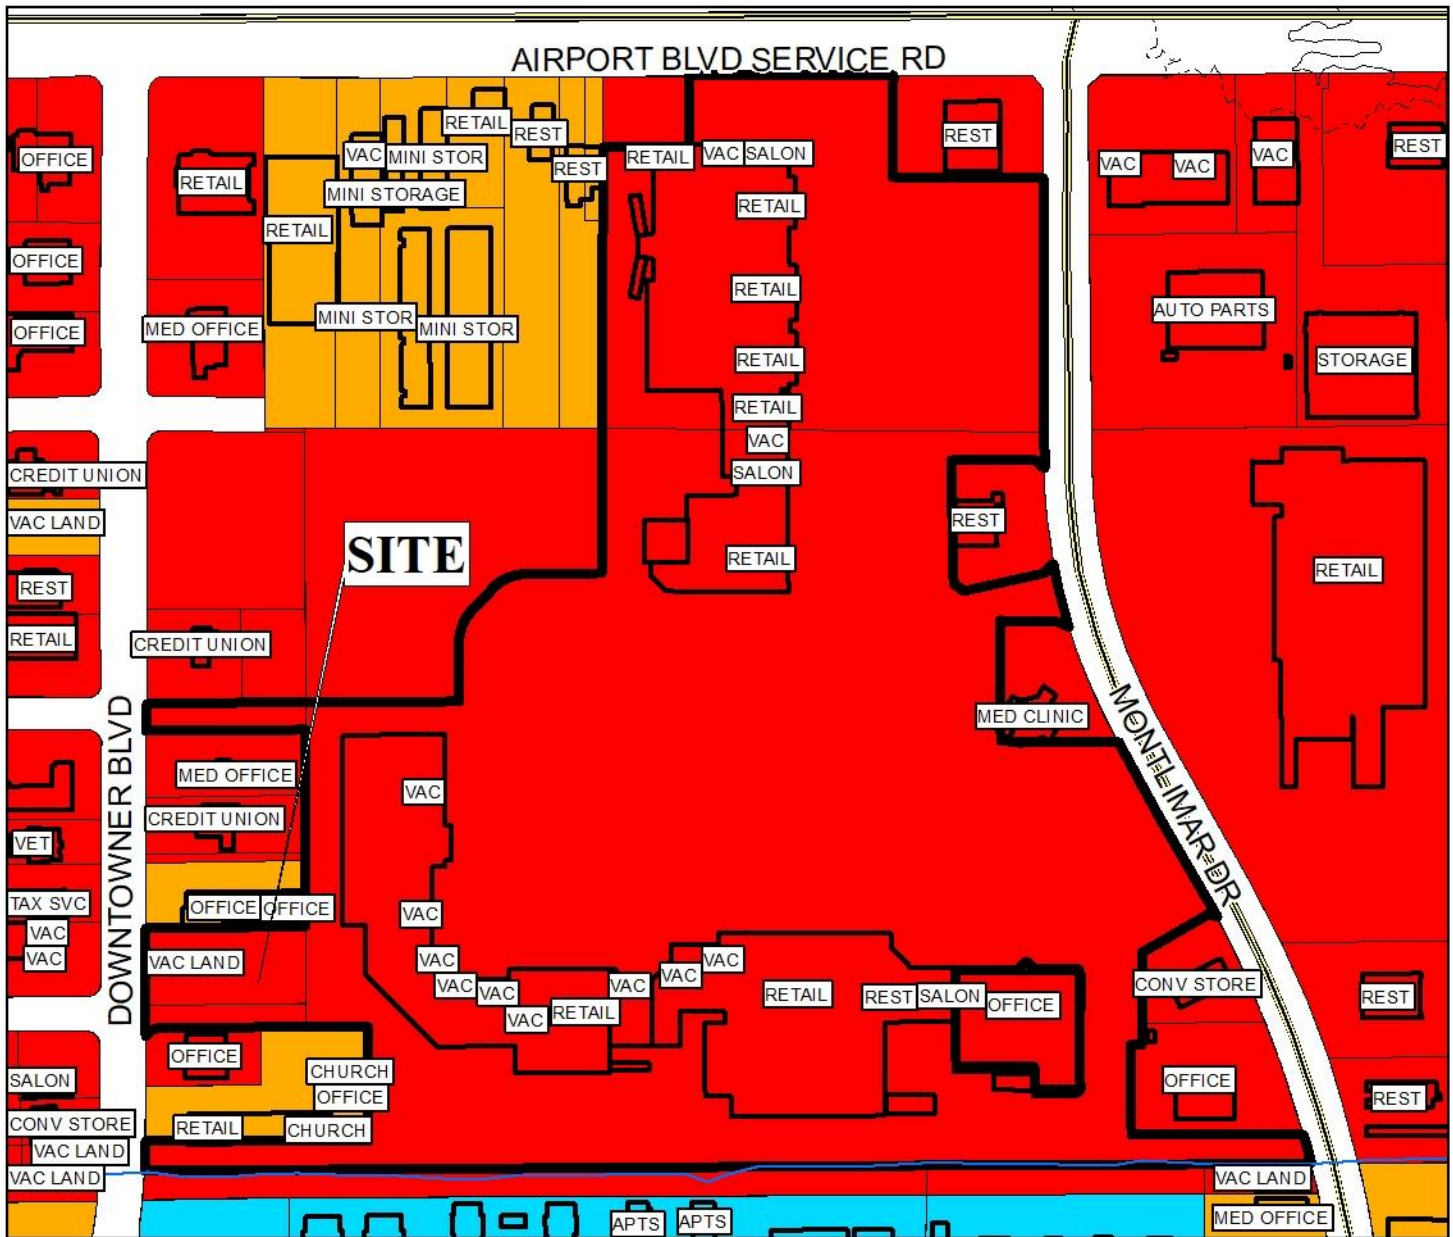 AIRPORT BLVD SERVICE RD
RETAIL
REST
REST
REST
OFFICE
VAC
MINI STOR
REST
RETAIL
VAC
SALON
VAC
VAC
VAC
RETAIL
MINI STORAGE
RETAIL
RETAIL
OFFICE
RETAIL
AUTO PARTS
OFFICE
MED OFFICE
MINI STOR
MINI STOR
RETAIL
STORAGE
RETAIL
VAC
CREDIT UNION
SALON
VAC LAND
REST
SITE
RETAIL
RETAIL
REST
RETAIL
CREDIT UNION
DOWNTOWNER BLVD
MED CLINIC
MONTLIMAR DR
MED OFFICE
VAC
CREDIT UNION
VET
TAX SVC
OFFICE
OFFICE
VAC
VAC
VAC
VAC LAND
VAC
VAC
VAC
VAC
VAC
VAC
VAC
RETAIL
RETAIL
REST
SALON
OFFICE
CONV STORE
REST
OFFICE
CHURCH
SALON
OFFICE
OFFICE
REST
CONV STORE
RETAIL
CHURCH
VAC LAND
VAC LAND
VAC LAND
APTS
APTS
MED OFFICE